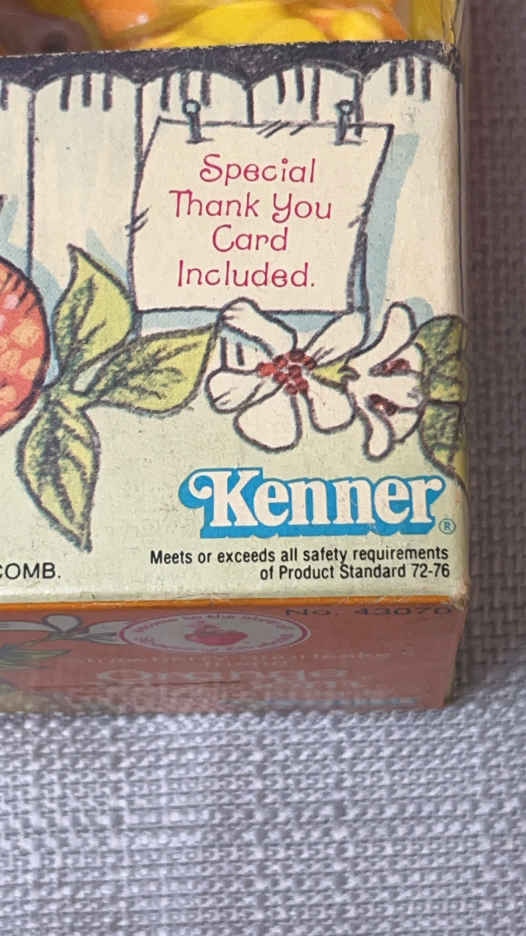 Special
Thank You
Card
Included.
Kenner®
COMB.
Meets or exceeds all safety requirements
of Product Standard 72-76
NO. 43070
Orange